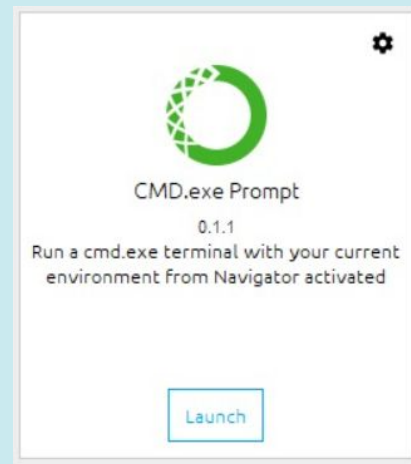 CMD.exe Prompt
0.1.1
Run a cmd.exe terminal with your current
environment from Navigator activated
Launch